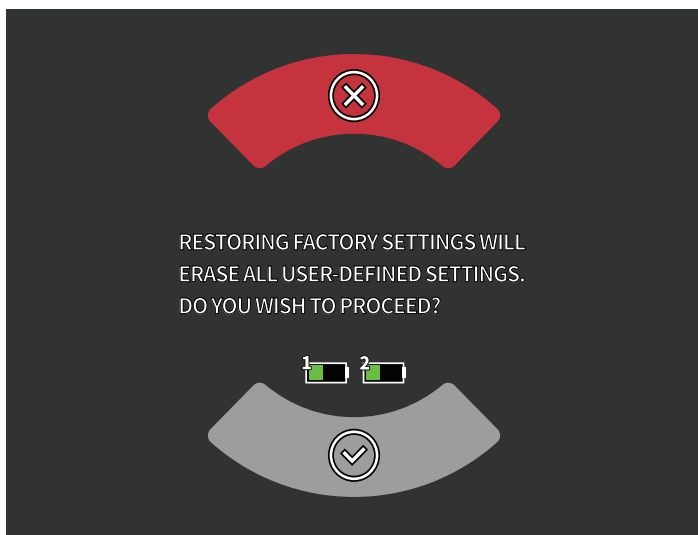 RESTORING FACTORY SETTINGS WILL
ERASE ALL USER-DEFINED SETTINGS.
DO YOU WISH TO PROCEED?
1 2